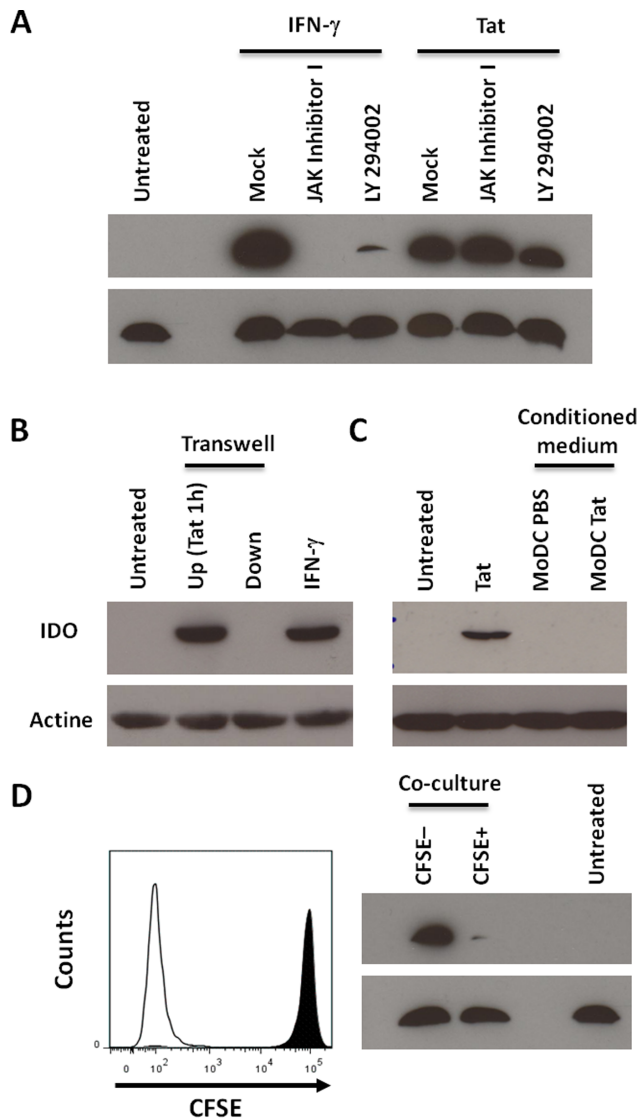 A
IFN-γ
Tat
Untreated
Mock
JAK Inhibitor I
LY 294002
Mock
JAK Inhibitor I
LY 294002
B
Transwell
Untreated
Up (Tat 1h)
Down
IFN-γ
IDO
Actine
C
Conditioned
medium
Untreated
Tat
MoDC PBS
MoDC Tat
D
Counts
0
0 10² 10³ 10⁴ 10⁵
CFSE
Co-culture
CFSE–
CFSE+
Untreated